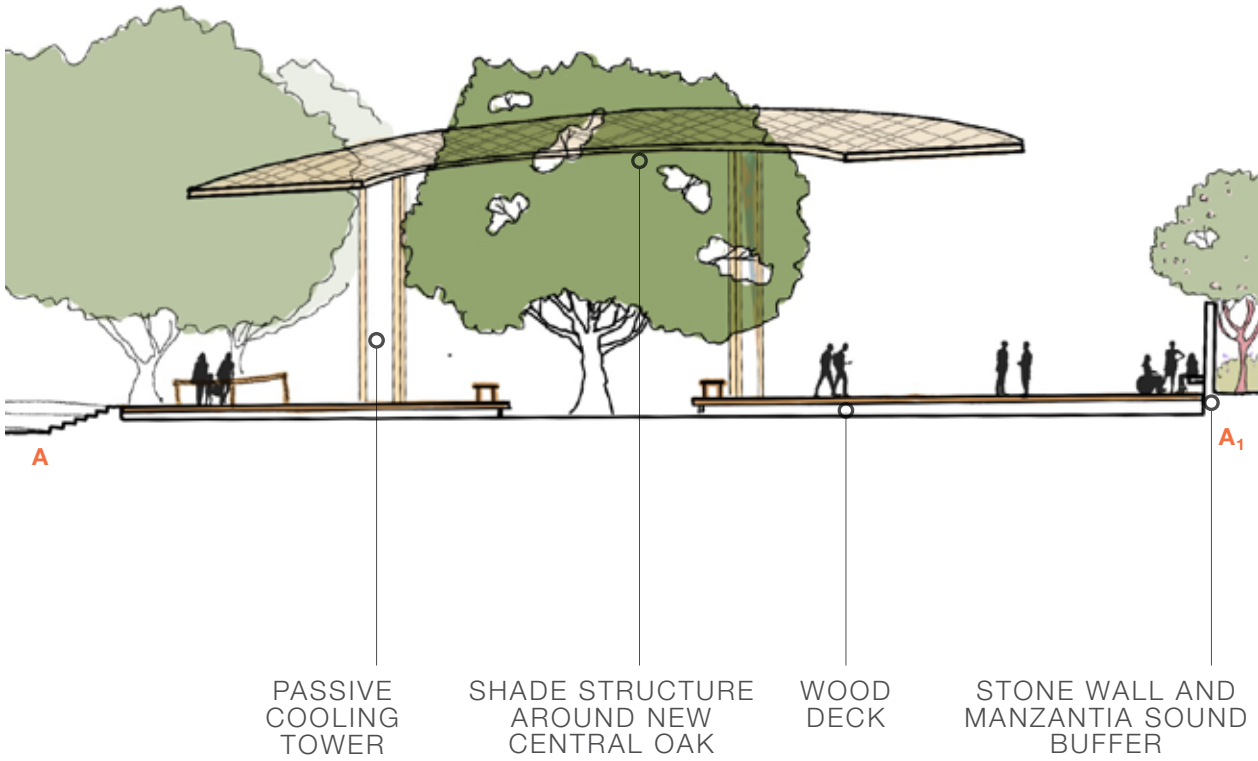 A
A₁
PASSIVE
COOLING
TOWER
SHADE STRUCTURE
AROUND NEW
CENTRAL OAK
WOOD
DECK
STONE WALL AND
MANZANTIA SOUND
BUFFER